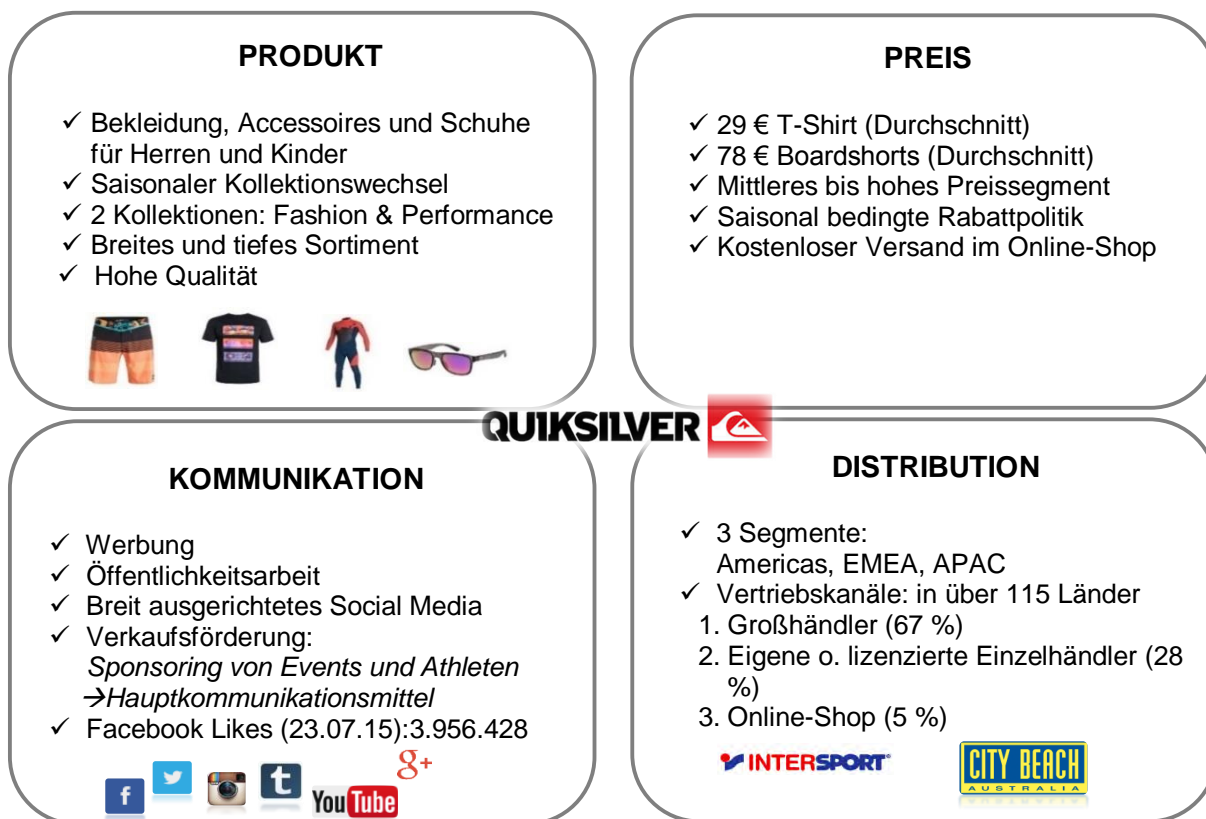 PRODUKT
✓ Bekleidung, Accessoires und Schuhe
für Herren und Kinder
✓ Saisonaler Kollektionswechsel
✓ 2 Kollektionen: Fashion & Performance
✓ Breites und tiefes Sortiment
✓ Hohe Qualität
PREIS
✓ 29 € T-Shirt (Durchschnitt)
✓ 78 € Boardshorts (Durchschnitt)
✓ Mittleres bis hohes Preissegment
✓ Saisonal bedingte Rabattpolitik
✓ Kostenloser Versand im Online-Shop
QUIKSILVER
KOMMUNIKATION
✓ Werbung
✓ Öffentlichkeitsarbeit
✓ Breit ausgerichtetes Social Media
✓ Verkaufsförderung:
Sponsoring von Events und Athleten
→Hauptkommunikationsmittel
✓ Facebook Likes (23.07.15):3.956.428
f
t
You Tube
g+
DISTRIBUTION
✓ 3 Segmente:
Americas, EMEA, APAC
✓ Vertriebskanäle: in über 115 Länder
1. Großhändler (67 %)
2. Eigene o. lizenzierte Einzelhändler (28
%)
3. Online-Shop (5 %)
INTERSPORT
CITY BEACH
AUSTRALIA